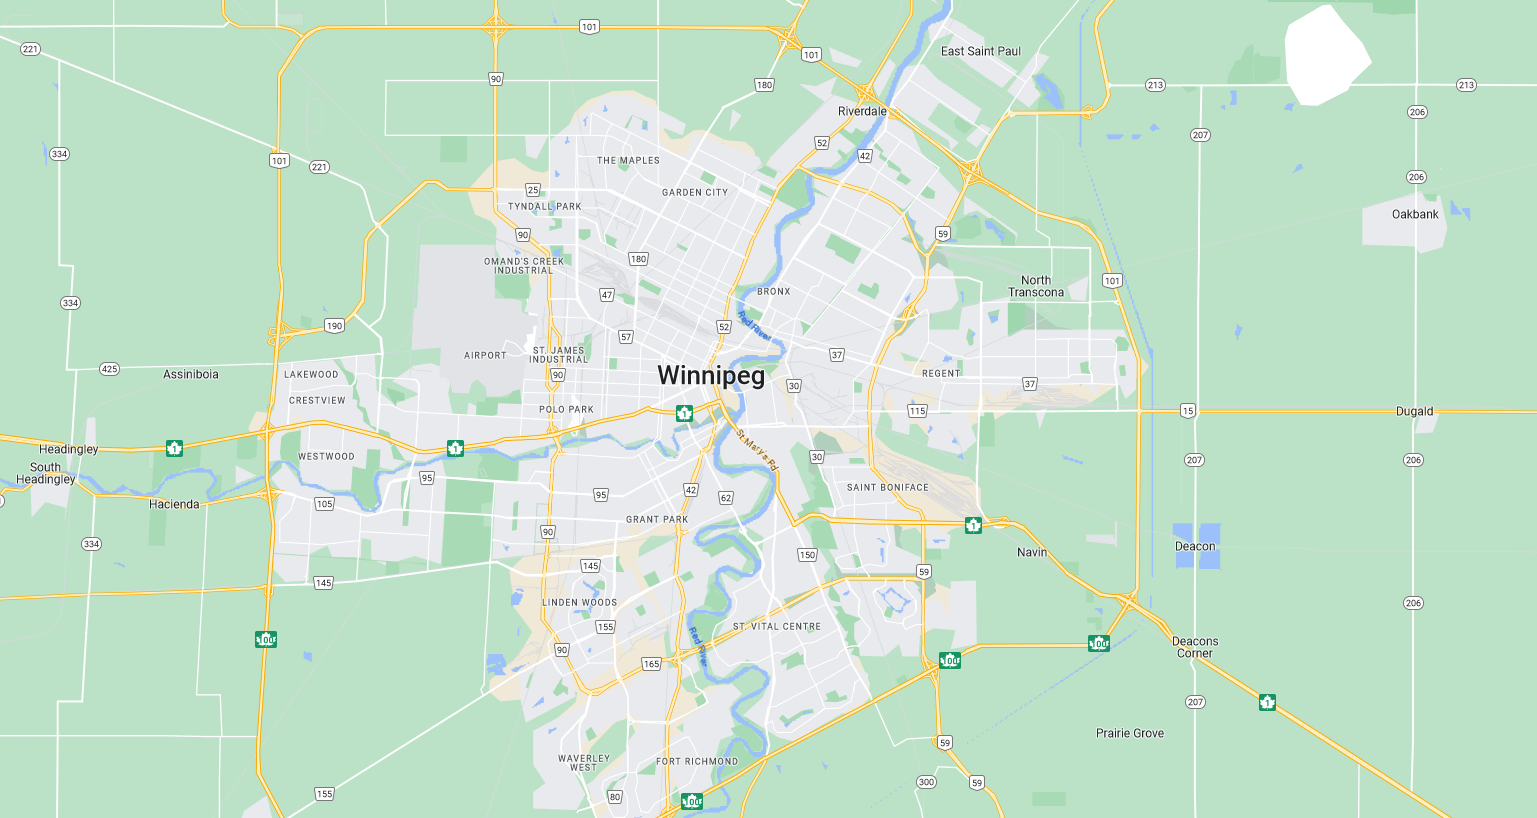 101
221
East Saint Paul
101
90
180
213
213
Riverdale
206
207
52
334
42
101
THE MAPLES
221
206
25
GARDEN CITY
TYNDALL PARK
Oakbank
90
59
180
OMAND'S CREEK
INDUSTRIAL
101
North
Transcona
BRONX
47
334
190
Red River
52
57
AIRPORT
ST. JAMES
INDUSTRIAL
37
425
Assiniboia
LAKEWOOD
90
Winnipeg
30
REGENT
37
CRESTVIEW
POLO PARK
1
115
15
Dugald
Headingley
1
1
St Mary's Rd
WESTWOOD
30
207
206
South
Headingley
95
SAINT BONIFACE
42
95
62
Hacienda
105
GRANT PARK
1
90
334
150
Navin
Deacon
145
145
59
LINDEN WOODS
206
155
ST. VITAL CENTRE
100
Red River
100
Deacons
Corner
90
165
100
207
1
Prairie Grove
59
WAVERLEY
WEST
FORT RICHMOND
300
59
155
80
100